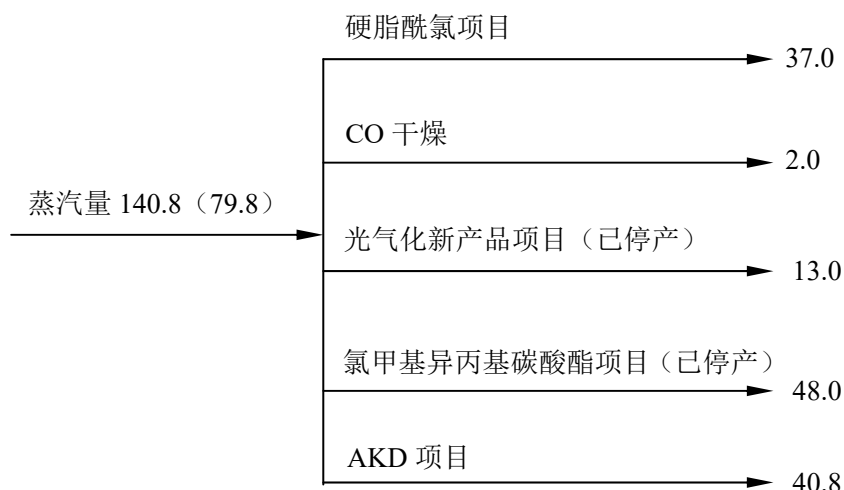 硬脂酰氯项目
37.0
CO 干燥
2.0
蒸汽量 140.8（79.8）
光气化新产品项目（已停产）
13.0
氯甲基异丙基碳酸酯项目（已停产）
48.0
AKD 项目
40.8